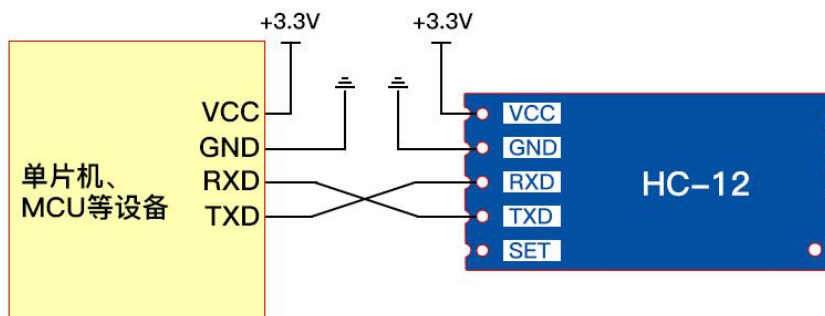 +3.3V
+3.3V
VCC
GND
RXD
TXD
单片机、
MCU等设备
VCC
GND
RXD
TXD
SET
HC-12